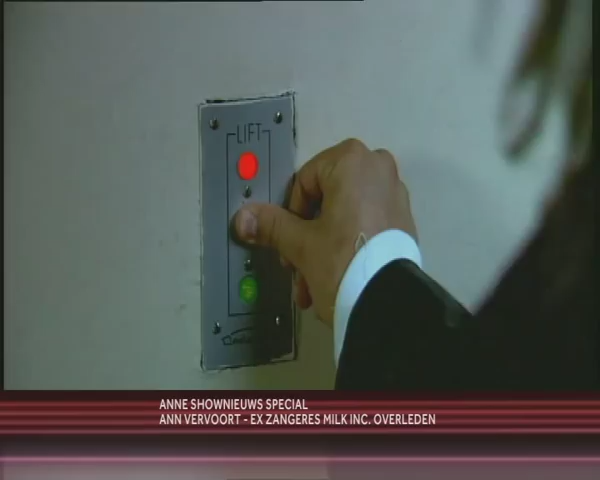 LIFT
ANNE SHOWNIEUWS SPECIAL
ANN VERVOORT - EX ZANGERES MILK INC. OVERLEDEN